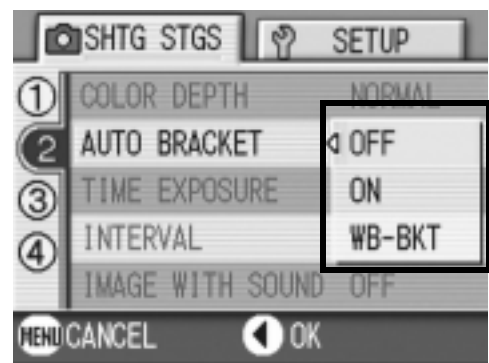 SHTG STGS SETUP
1 COLOR DEPTH NORMAL
2 AUTO BRACKET OFF
3 TIME EXPOSURE ON
4 INTERVAL WB-BKT
IMAGE WITH SOUND OFF
MENU CANCEL OK